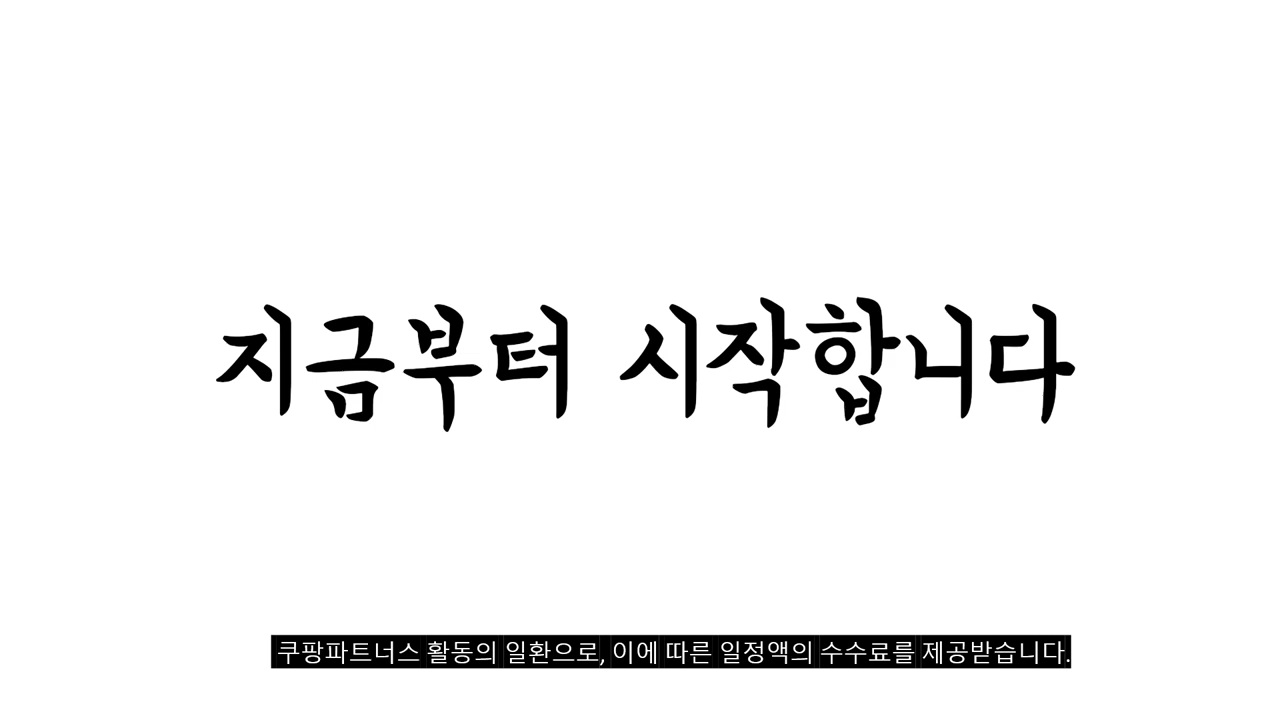 지금부터 시작합니다
쿠팡파트너스 활동의 일환으로, 이에 따른 일정액의 수수료를 제공받습니다.